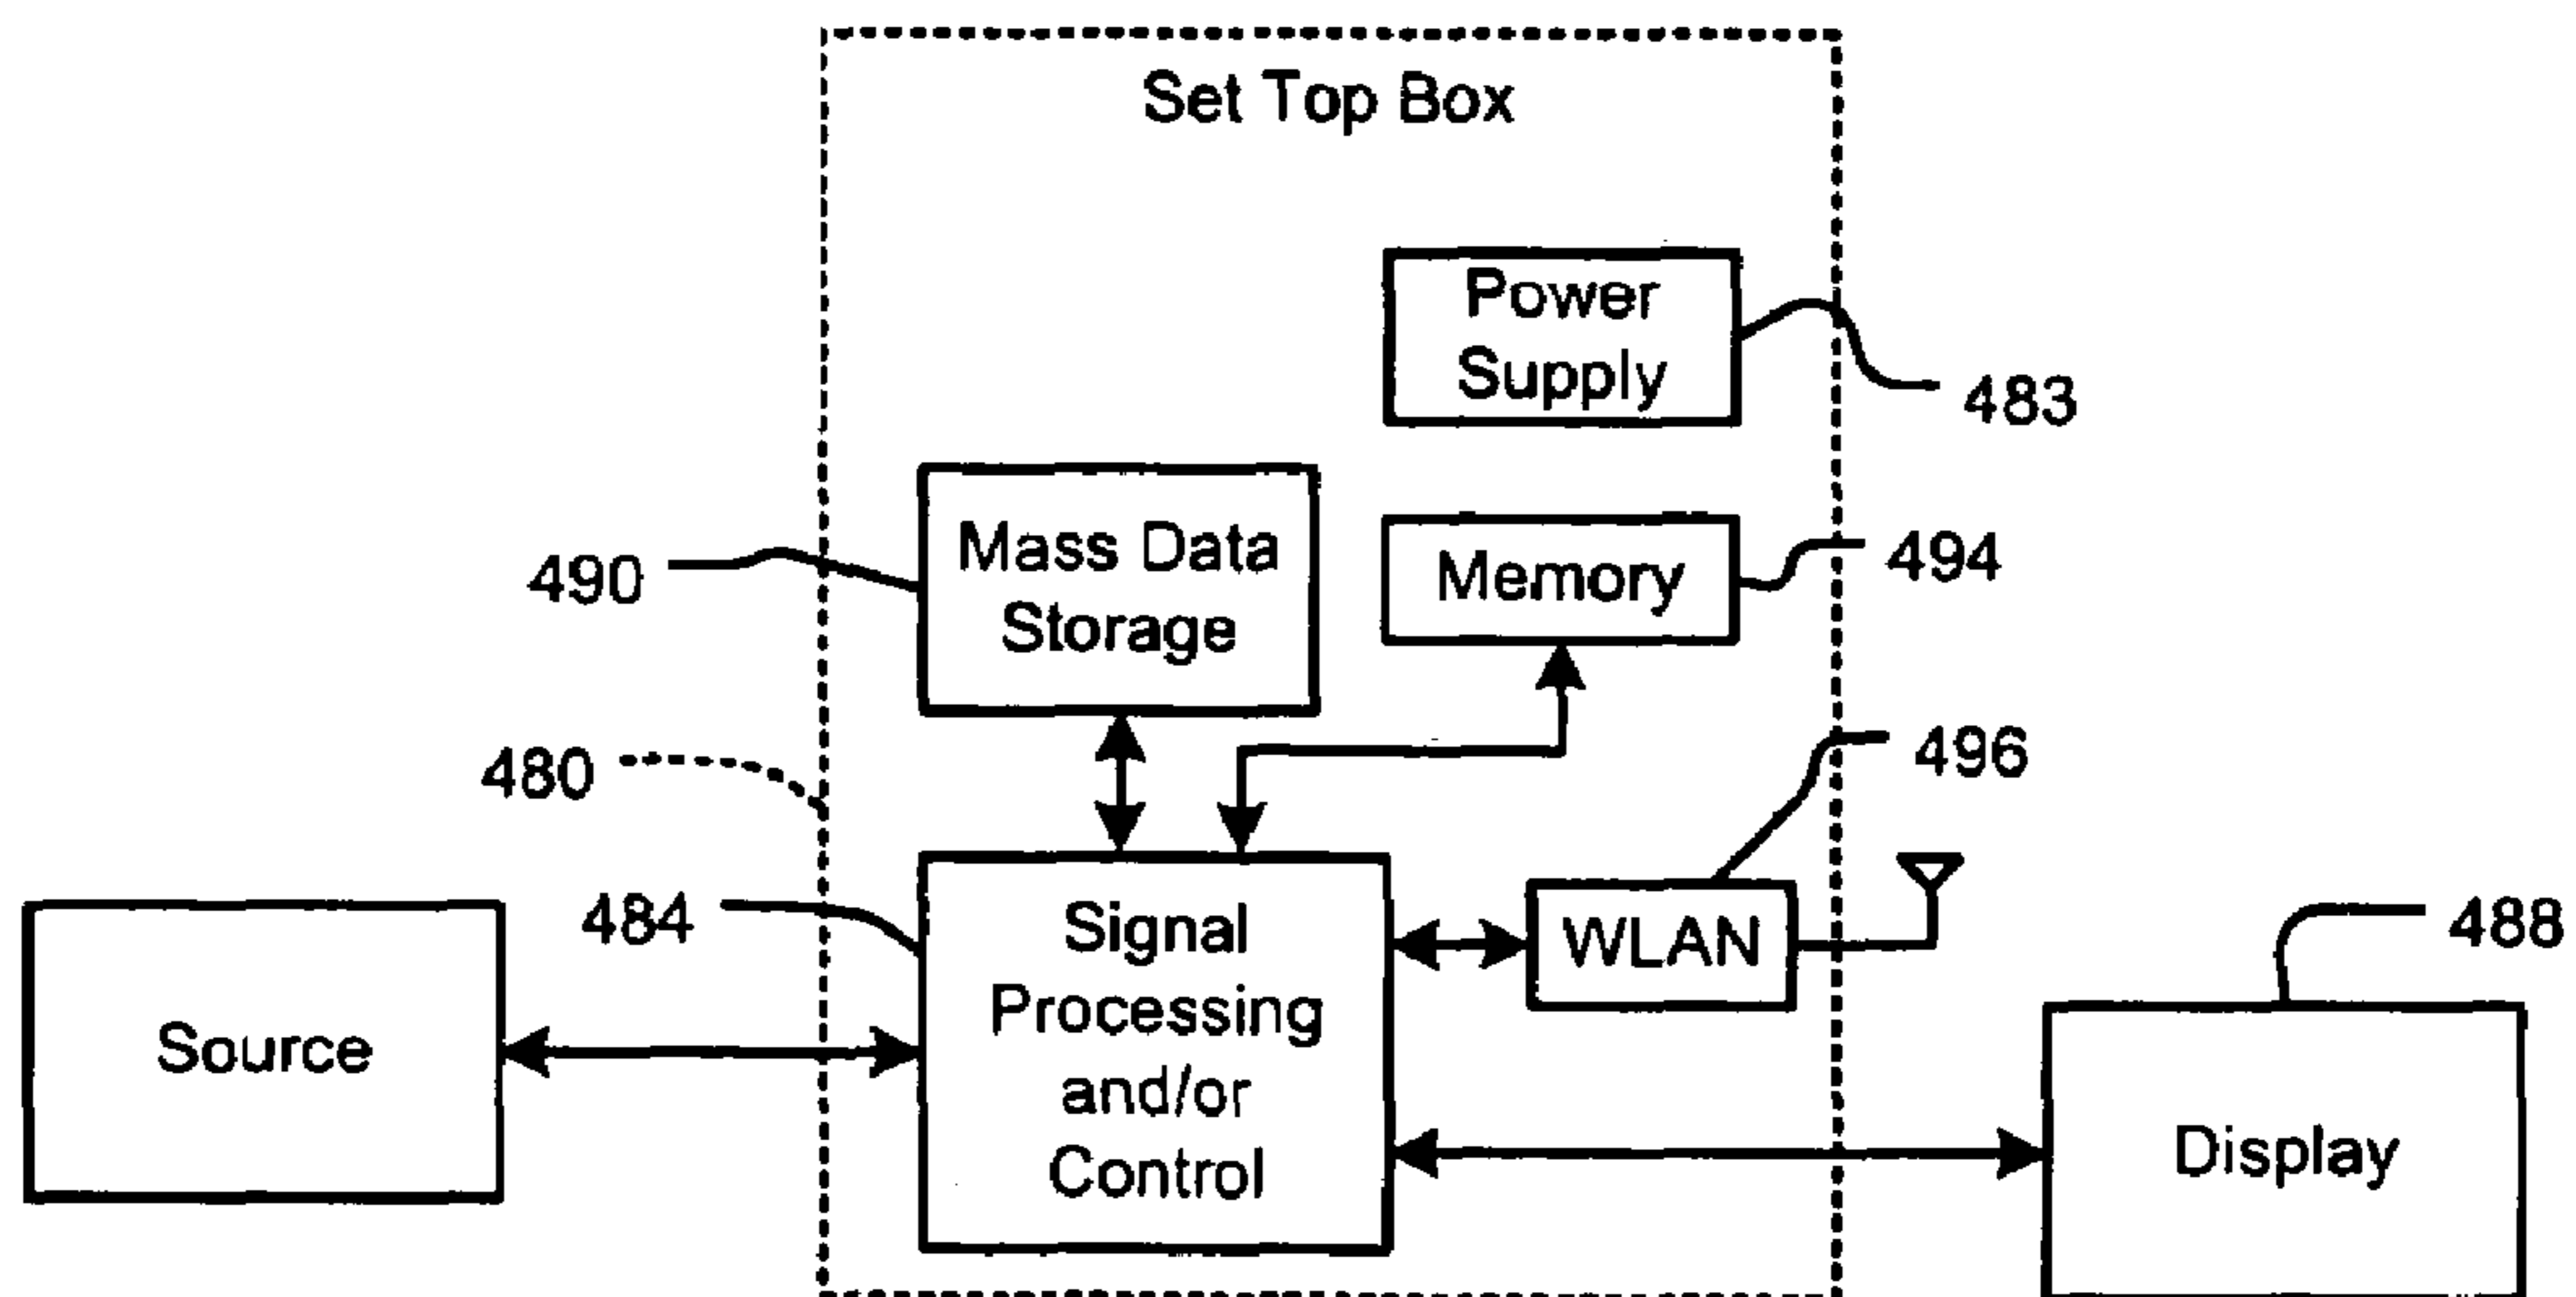 Set Top Box
Power
Supply
483
Mass Data
Storage
490
Memory
494
480
496
484
Signal
Processing
and/or
Control
WLAN
488
Source
Display